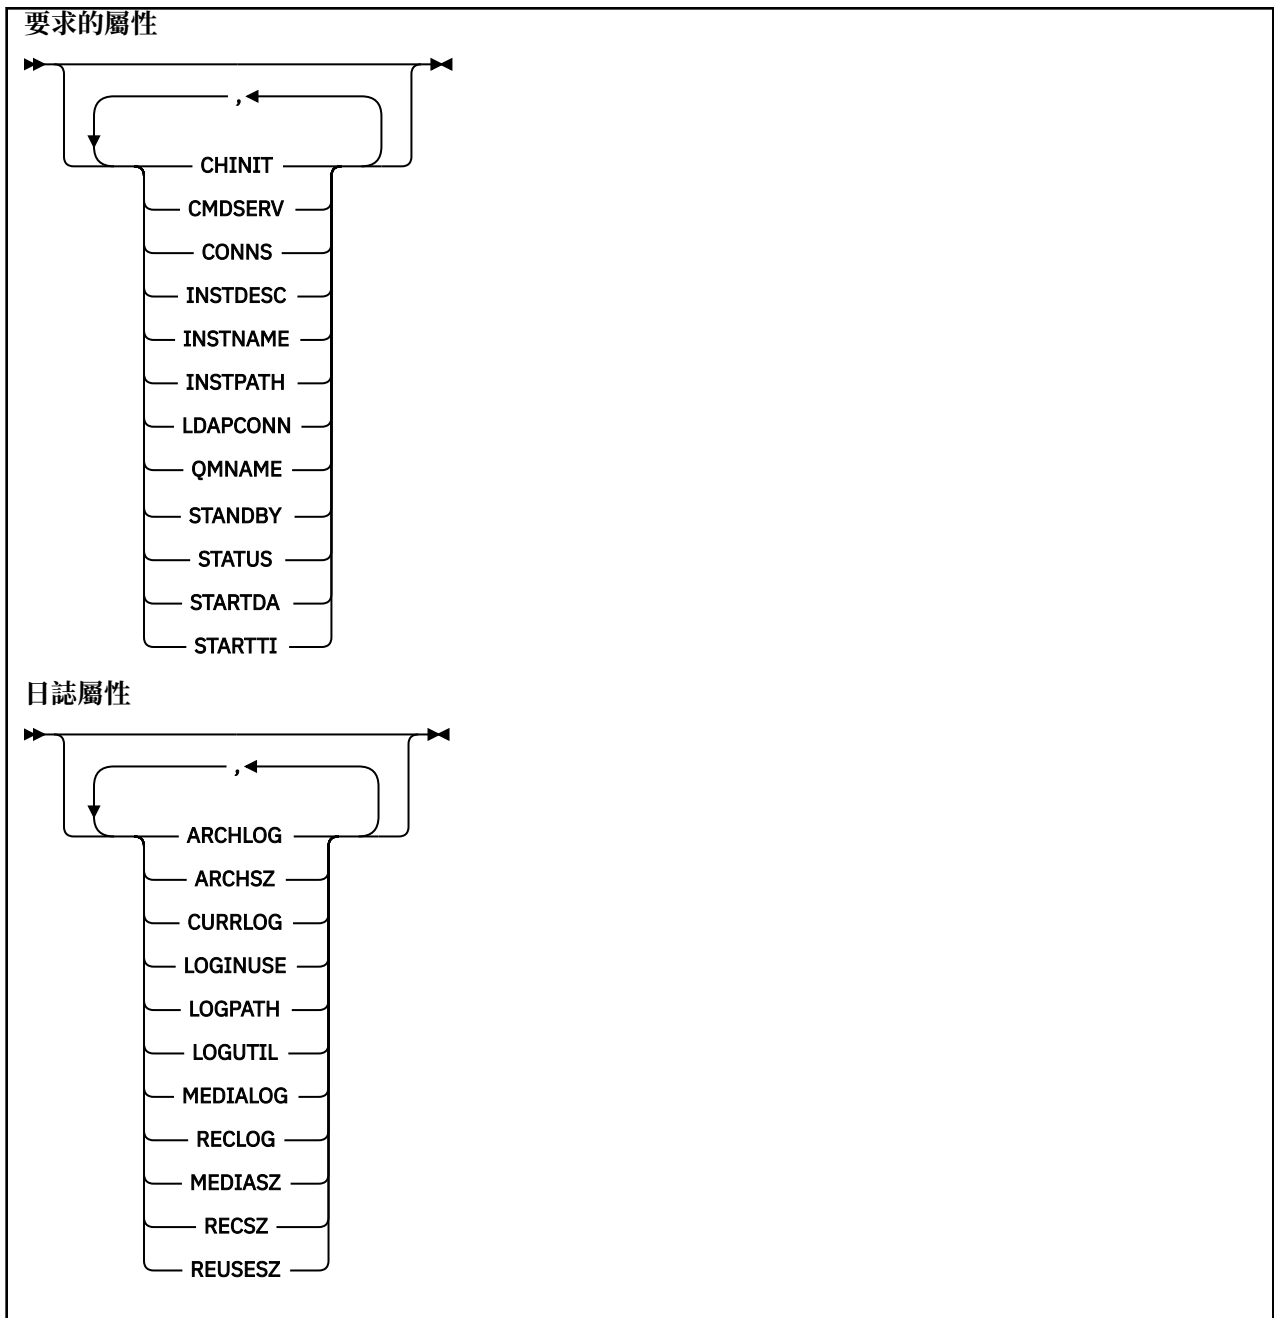 要求的屬性
,
CHINIT
CMDSERV
CONNS
INSTDESC
INSTNAME
INSTPATH
LDAPCONN
QMNAME
STANDBY
STATUS
STARTDA
STARTTI
日誌屬性
,
ARCHLOG
ARCHSZ
CURRLOG
LOGINUSE
LOGPATH
LOGUTIL
MEDIALOG
RECLOG
MEDIASZ
RECSZ
REUSESZ